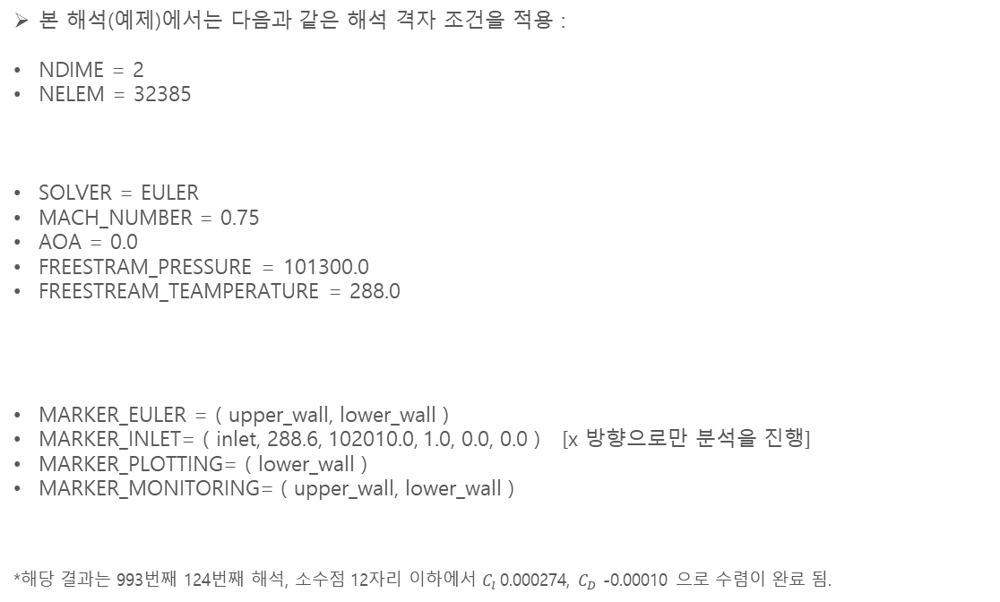 ➢ 본 해석(예제)에서는 다음과 같은 해석 격자 조건을 적용 :
• NDIME = 2
• NELEM = 32385
• SOLVER = EULER
• MACH_NUMBER = 0.75
• AOA = 0.0
• FREESTRAM_PRESSURE = 101300.0
• FREESTREAM_TEAMPERATURE = 288.0
• MARKER_EULER = ( upper_wall, lower_wall )
• MARKER_INLET= ( inlet, 288.6, 102010.0, 1.0, 0.0, 0.0 ) [x 방향으로만 분석을 진행]
• MARKER_PLOTTING= ( lower_wall )
• MARKER_MONITORING= ( upper_wall, lower_wall )
*해당 결과는 993번째 124번째 해석, 소수점 12자리 이하에서 C_l 0.000274, C_D -0.00010 으로 수렴이 완료 됨.